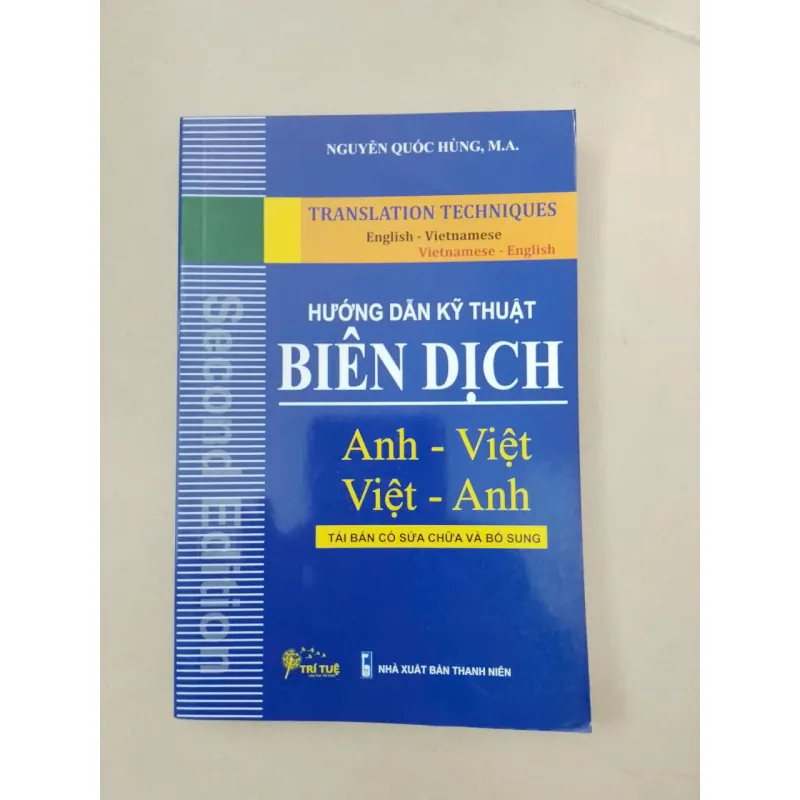 NGUYỄN QUỐC HÙNG, M.A.
TRANSLATION TECHNIQUES
English - Vietnamese
Vietnamese - English
HƯỚNG DẪN KỸ THUẬT
BIÊN DỊCH
Anh - Việt
Việt - Anh
TÁI BẢN CÓ SỬA CHỮA VÀ BỔ SUNG
Second Edition
TRÍ TUỆ
NHÀ XUẤT BẢN THANH NIÊN